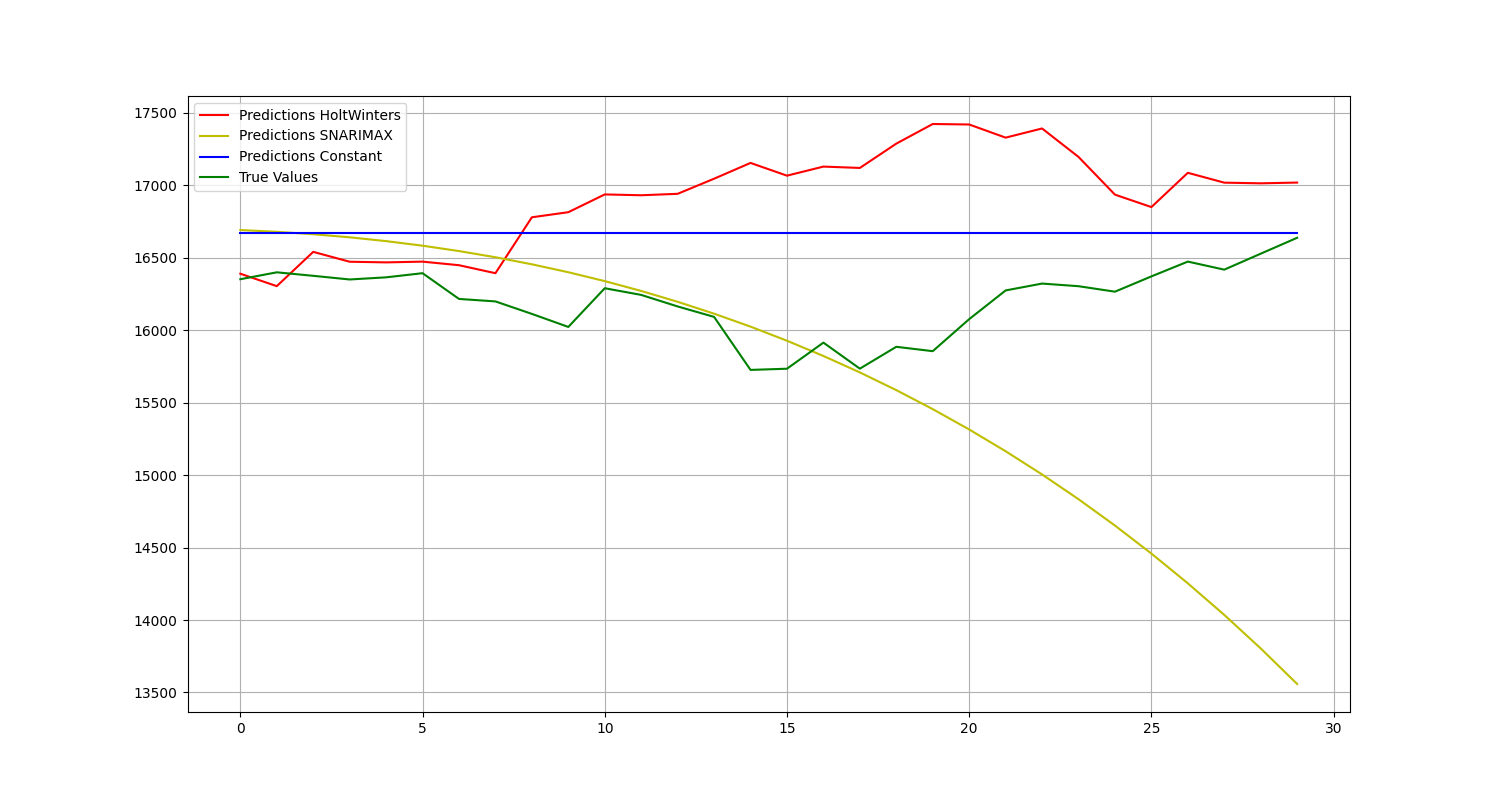 Predictions HoltWinters
Predictions SNARIMAX
Predictions Constant
True Values
17500
17000
16500
16000
15500
15000
14500
14000
13500
0 5 10 15 20 25 30